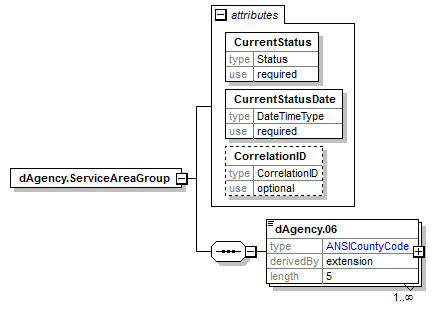 attributes
CurrentStatus
type Status
use required
CurrentStatusDate
type DateTimeType
use required
CorrelationID
type CorrelationID
use optional
dAgency.ServiceAreaGroup
dAgency.06
type ANSICountyCode
derivedBy extension
length 5
1..∞